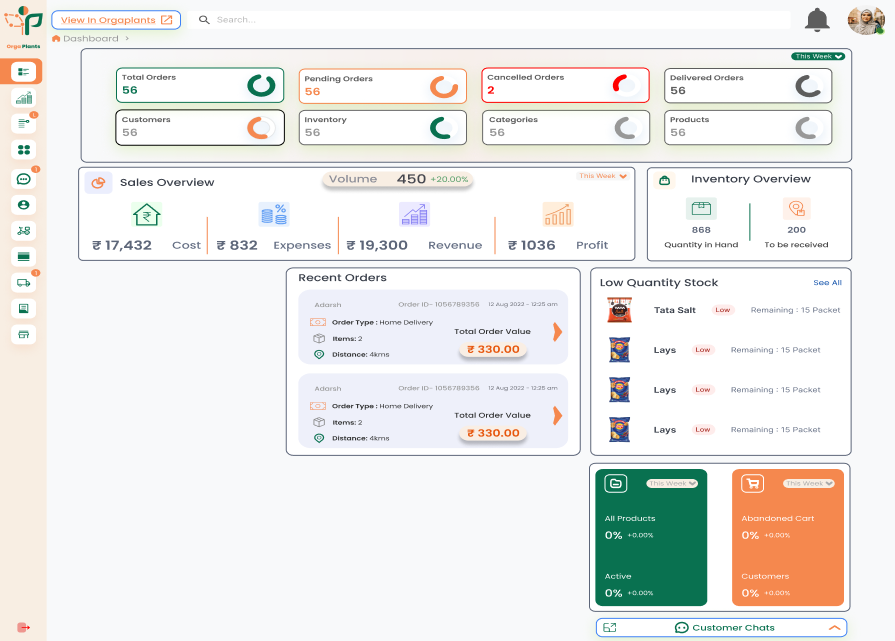 Orga Plants
View In Orgaplants
Search...
Dashboard >
This Week
Total Orders
56
Pending Orders
56
Cancelled Orders
2
Delivered Orders
56
Customers
56
Inventory
56
Categories
56
Products
56
Sales Overview
Volume 450 +20.00%
This Week
₹ 17,432 Cost
₹ 832 Expenses
₹ 19,300 Revenue
₹ 1036 Profit
Inventory Overview
868
Quantity in Hand
200
To be received
Recent Orders
Adarsh Order ID- 1056789356 12 Aug 2022 - 12:25 am
Order Type : Home Delivery
Items: 2
Distance: 4kms
Total Order Value
₹ 330.00
Adarsh Order ID- 1056789356 12 Aug 2022 - 12:25 am
Order Type : Home Delivery
Items: 2
Distance: 4kms
Total Order Value
₹ 330.00
Low Quantity Stock See All
Tata Salt Low Remaining : 15 Packet
Lays Low Remaining : 15 Packet
Lays Low Remaining : 15 Packet
Lays Low Remaining : 15 Packet
This Week
All Products
0% +0.00%
Active
0% +0.00%
This Week
Abandoned Cart
0% +0.00%
Customers
0% +0.00%
Customer Chats